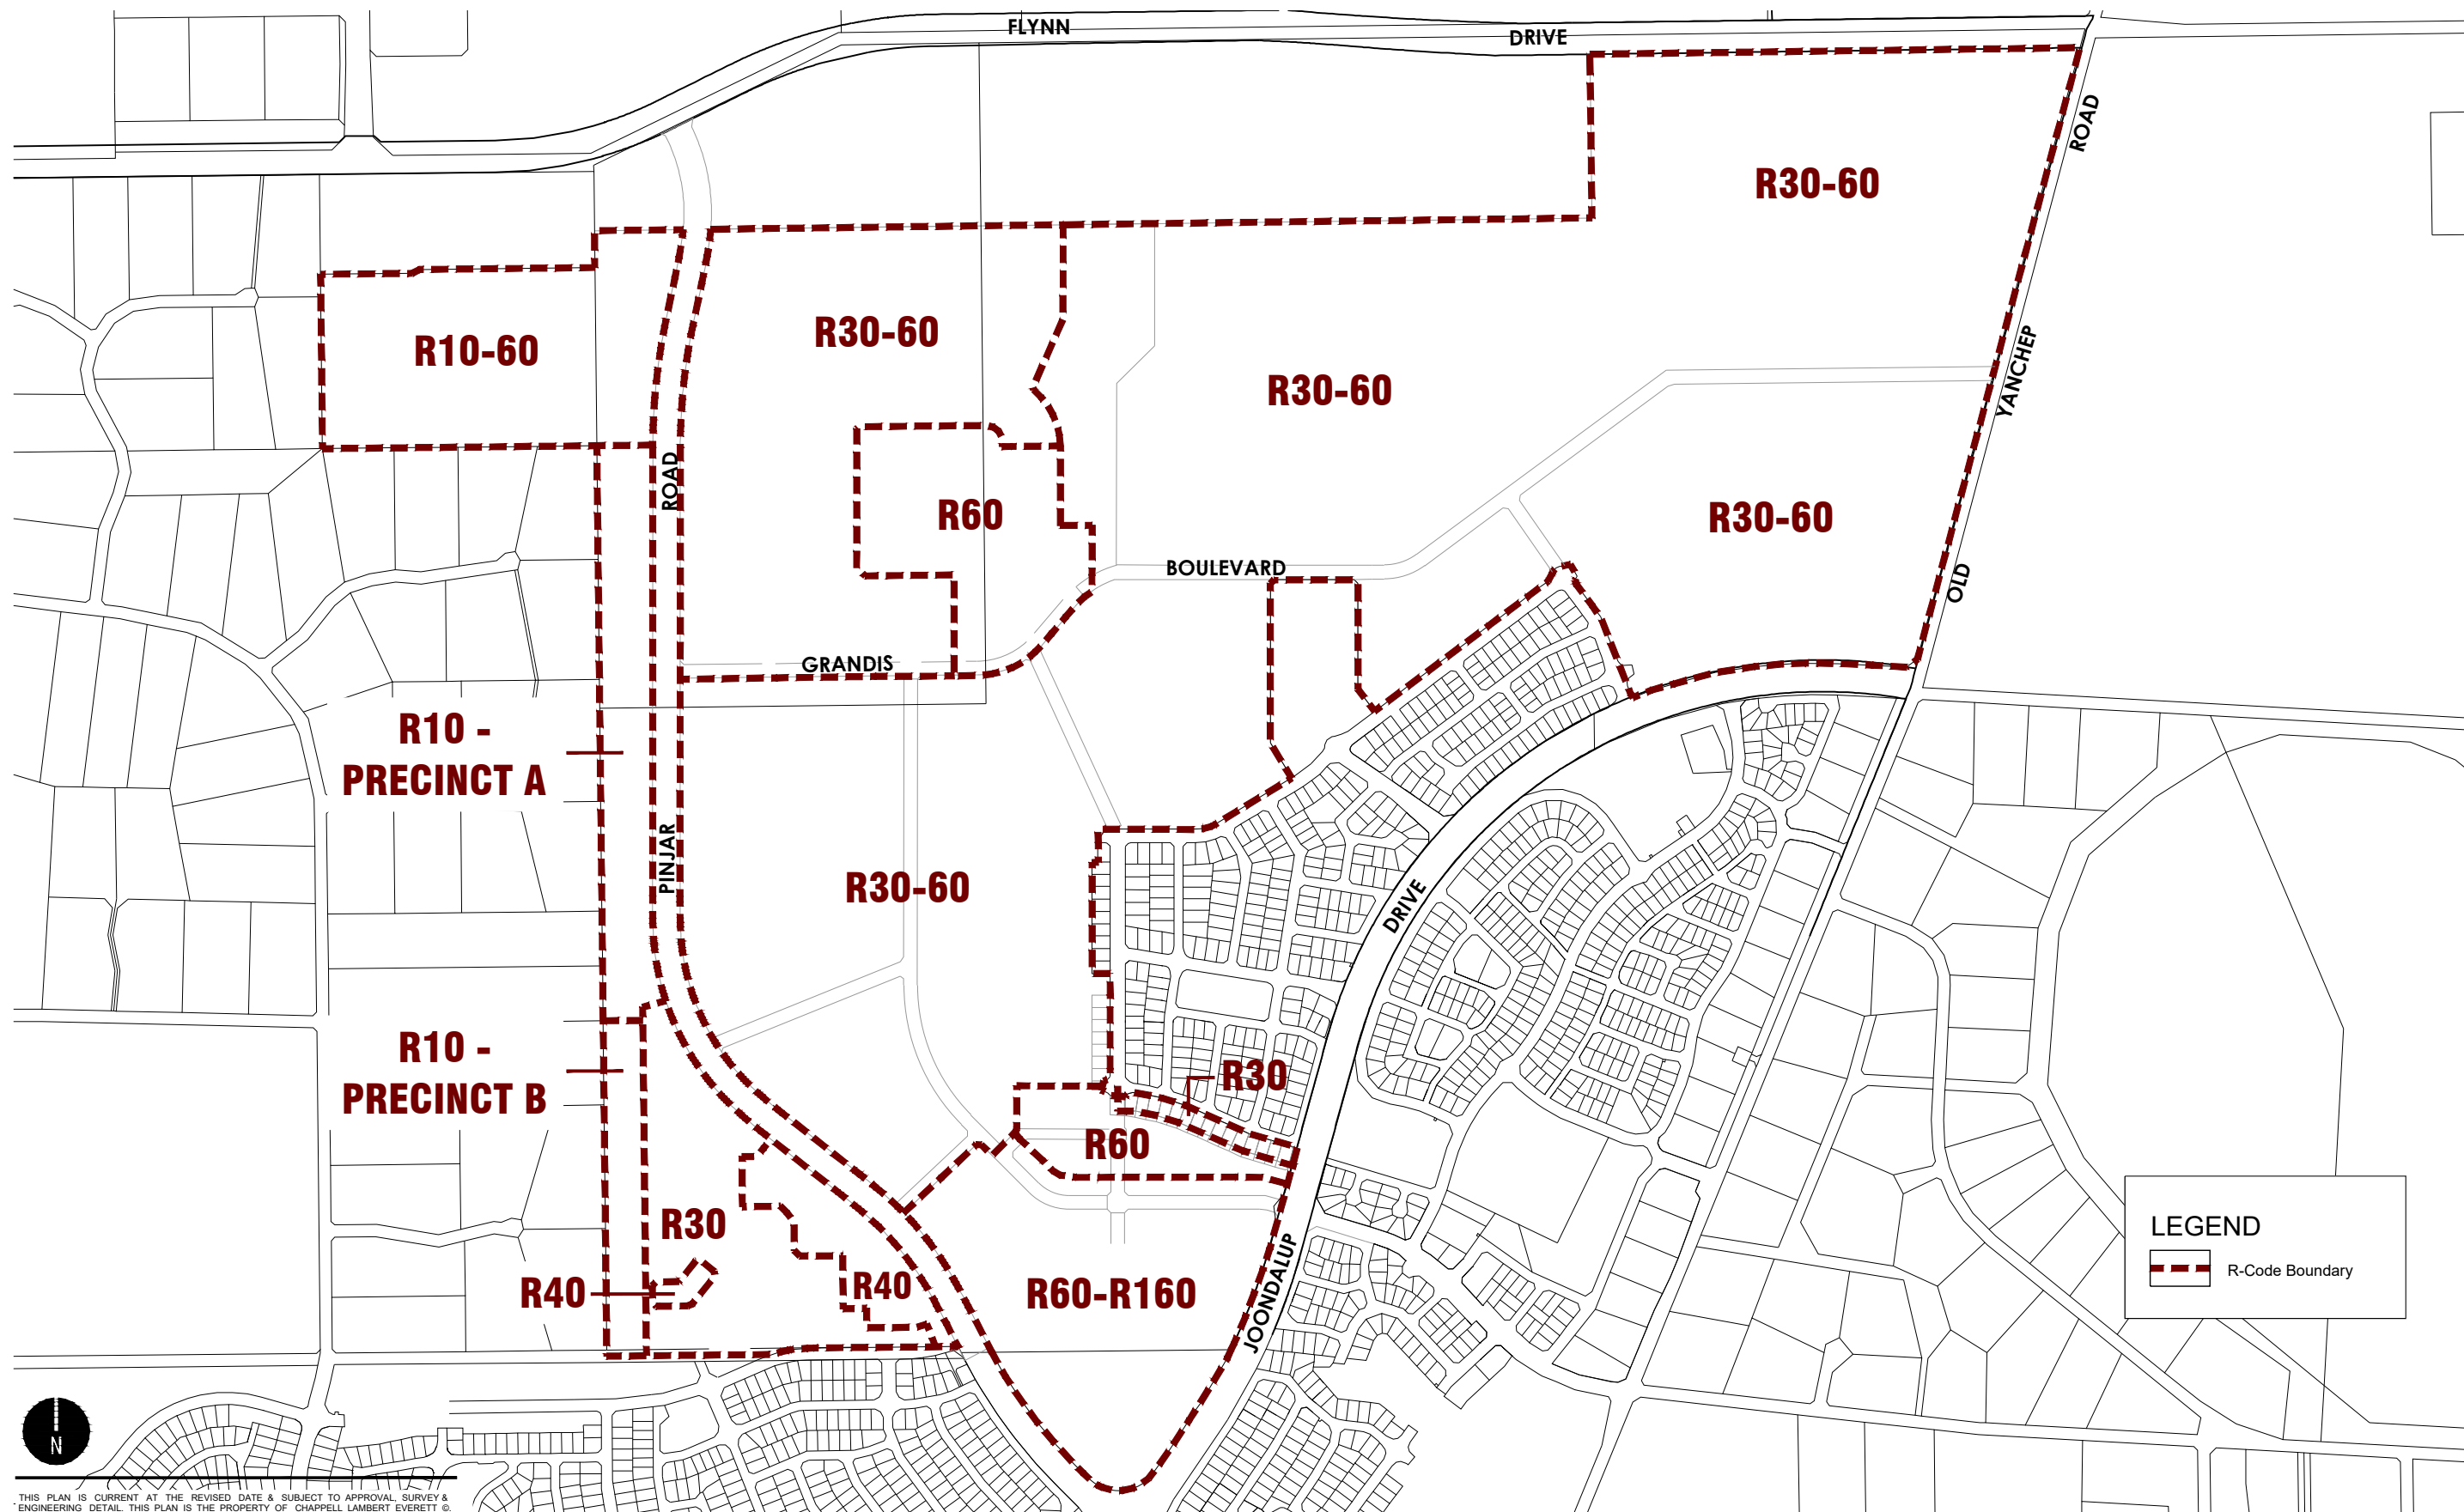 FLYNN
DRIVE
R30-60
ROAD
R10-60
R30-60
R30-60
YANCHEP
ROAD
R60
R30-60
BOULEVARD
OLD
GRANDIS
R10 -
PRECINCT A
PINJAR
R30-60
DRIVE
R10 -
PRECINCT B
R30
R60
R30
R40
R40
R60-R160
JOONDALUP
LEGEND
R-Code Boundary
N
THIS PLAN IS CURRENT AT THE REVISED DATE & SUBJECT TO APPROVAL, SURVEY &
ENGINEERING DETAIL. THIS PLAN IS THE PROPERTY OF CHAPPELL LAMBERT EVERETT ©.